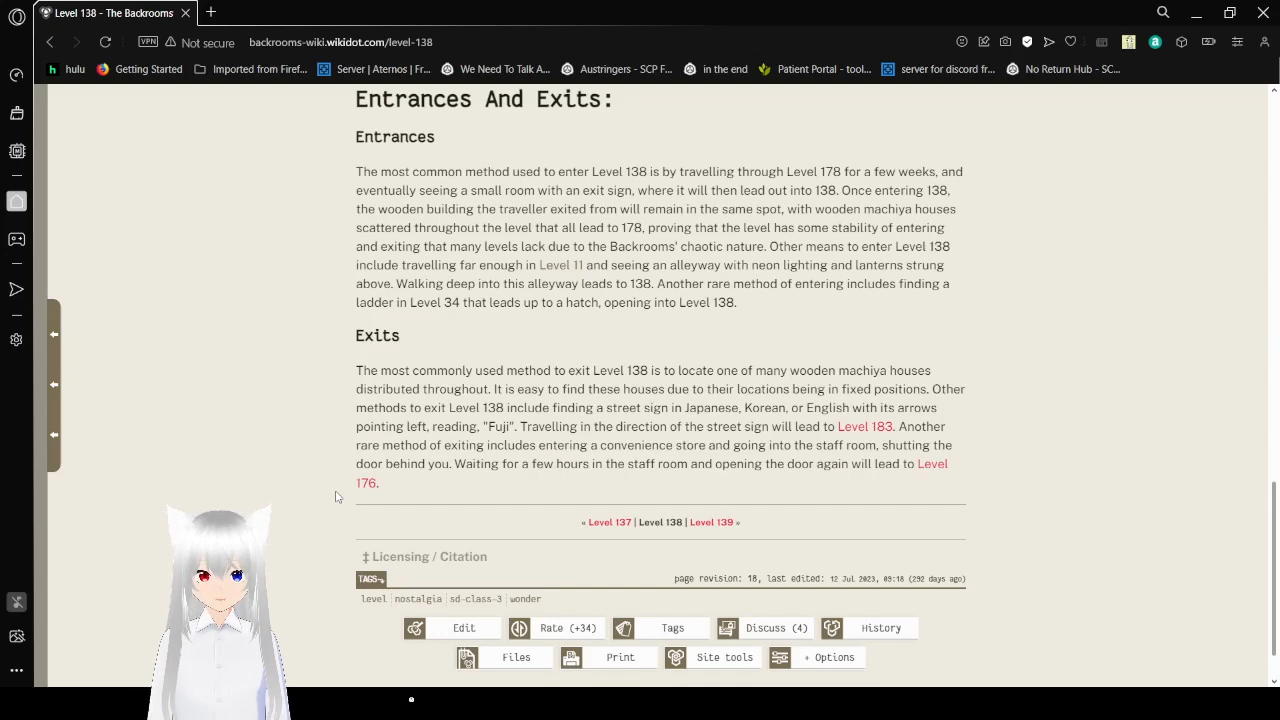 Level 138 - The Backrooms
VPN
Not secure
backrooms-wiki.wikidot.com/level-138
hulu
Getting Started
Imported from Firef...
Server | Aternos | Fr...
We Need To Talk A...
Austringers - SCP F...
in the end
Patient Portal - tool...
server for discord fr...
No Return Hub - SC...
Entrances And Exits:
Entrances
The most common method used to enter Level 138 is by travelling through Level 178 for a few weeks, and
eventually seeing a small room with an exit sign, where it will then lead out into 138. Once entering 138,
the wooden building the traveller exited from will remain in the same spot, with wooden machiya houses
scattered throughout the level that all lead to 178, proving that the level has some stability of entering
and exiting that many levels lack due to the Backrooms' chaotic nature. Other means to enter Level 138
include travelling far enough in Level 11 and seeing an alleyway with neon lighting and lanterns strung
above. Walking deep into this alleyway leads to 138. Another rare method of entering includes finding a
ladder in Level 34 that leads up to a hatch, opening into Level 138.
Exits
The most commonly used method to exit Level 138 is to locate one of many wooden machiya houses
distributed throughout. It is easy to find these houses due to their locations being in fixed positions. Other
methods to exit Level 138 include finding a street sign in Japanese, Korean, or English with its arrows
pointing left, reading, "Fuji". Travelling in the direction of the street sign will lead to Level 183. Another
rare method of exiting includes entering a convenience store and going into the staff room, shutting the
door behind you. Waiting for a few hours in the staff room and opening the door again will lead to Level
176.
« Level 137 | Level 138 | Level 139 »
‡ Licensing / Citation
TAGS
page revision: 18, last edited: 12 Jul 2023, 09:18 (292 days ago)
level nostalgia sd-class-3 wonder
Edit
Rate (+34)
Tags
Discuss (4)
History
Files
Print
Site tools
+ Options